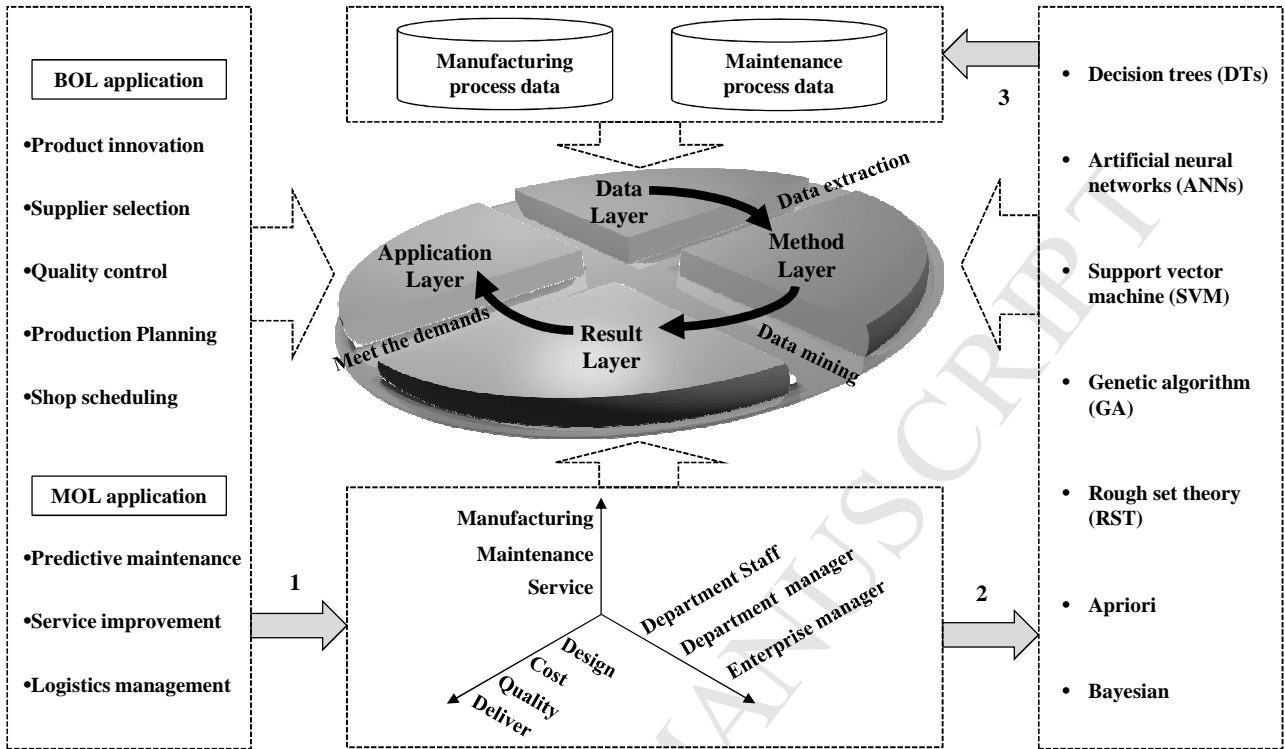 BOL application
•Product innovation
•Supplier selection
•Quality control
•Production Planning
•Shop scheduling
MOL application
•Predictive maintenance
•Service improvement
•Logistics management
Manufacturing
process data
Maintenance
process data
Data
Layer
Data extraction
Method
Layer
Application
Layer
Result
Layer
Meet the demands
Data mining
1
Manufacturing
Maintenance
Service
Department Staff
Department manager
Enterprise manager
Design
Cost
Quality
Deliver
2
3
• Decision trees (DTs)
• Artificial neural
networks (ANNs)
• Support vector
machine (SVM)
• Genetic algorithm
(GA)
• Rough set theory
(RST)
• Apriori
• Bayesian
MANUSCRIPT